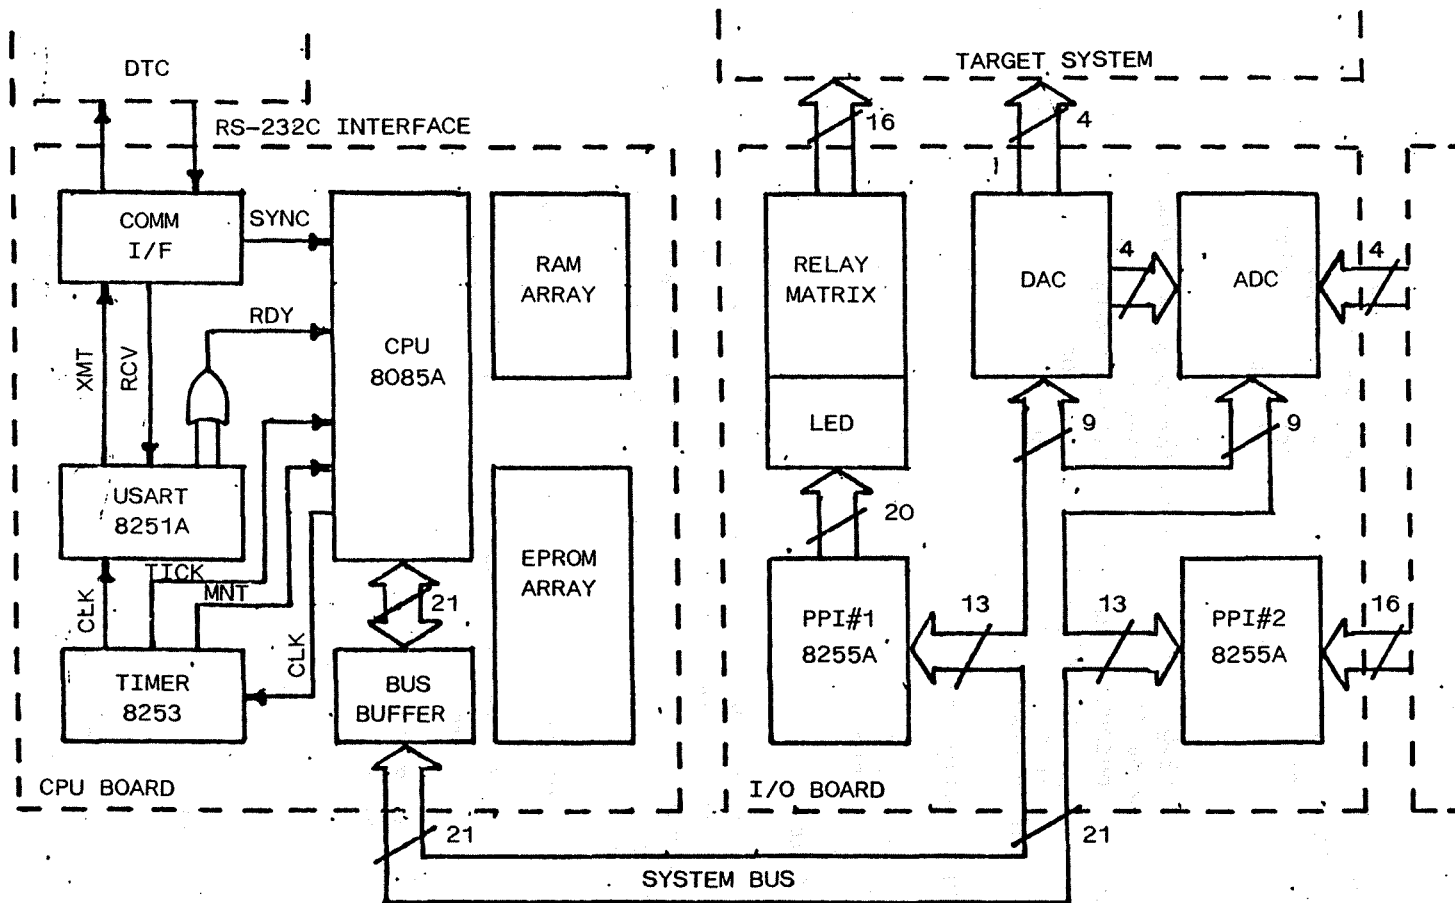 DTC
TARGET SYSTEM
RS-232C INTERFACE
16
4
COMM
I/F
SYNC
RAM
ARRAY
RELAY
MATRIX
DAC
4
ADC
4
RDY
XMT
RCV
CPU
8085A
LED
9
9
USART
8251A
20
EPROM
ARRAY
TICK
MNT
CLK
21
PPI#1
8255A
13
13
PPI#2
8255A
16
CLK
TIMER
8253
BUS
BUFFER
CPU BOARD
I/O BOARD
21
21
SYSTEM BUS